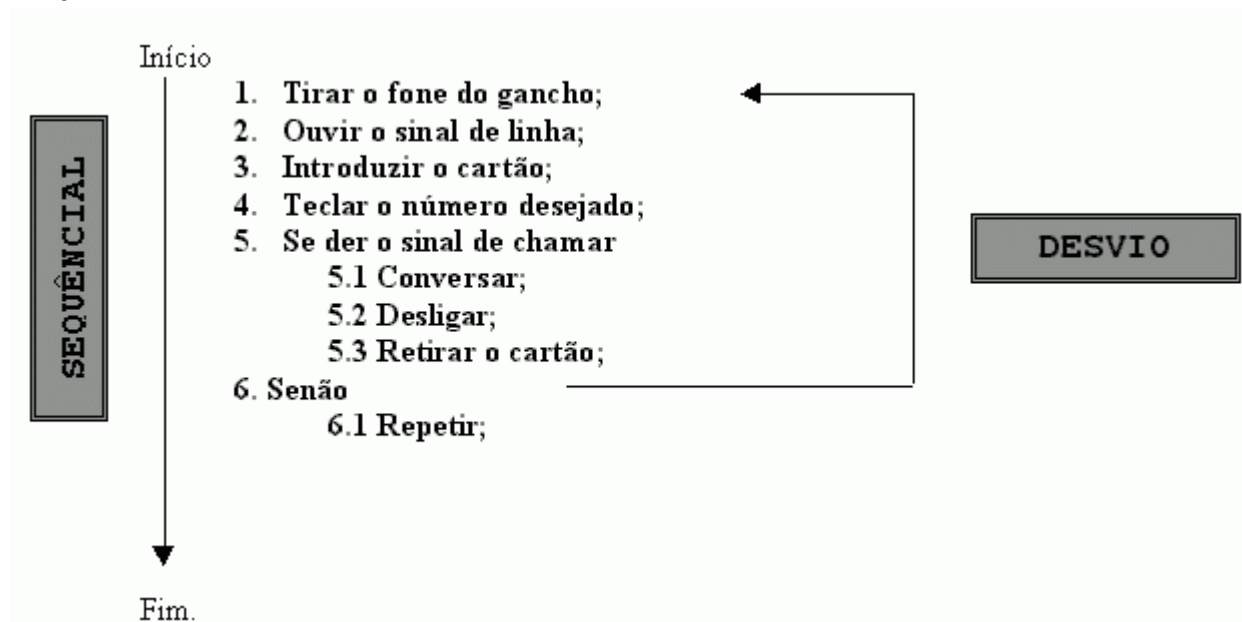 Início
1. Tirar o fone do gancho;
2. Ouvir o sinal de linha;
3. Introduzir o cartão;
4. Teclar o número desejado;
5. Se der o sinal de chamar
5.1 Conversar;
5.2 Desligar;
5.3 Retirar o cartão;
6. Senão
6.1 Repetir;
Fim.
SEQUÊNCIAL
DESVIO